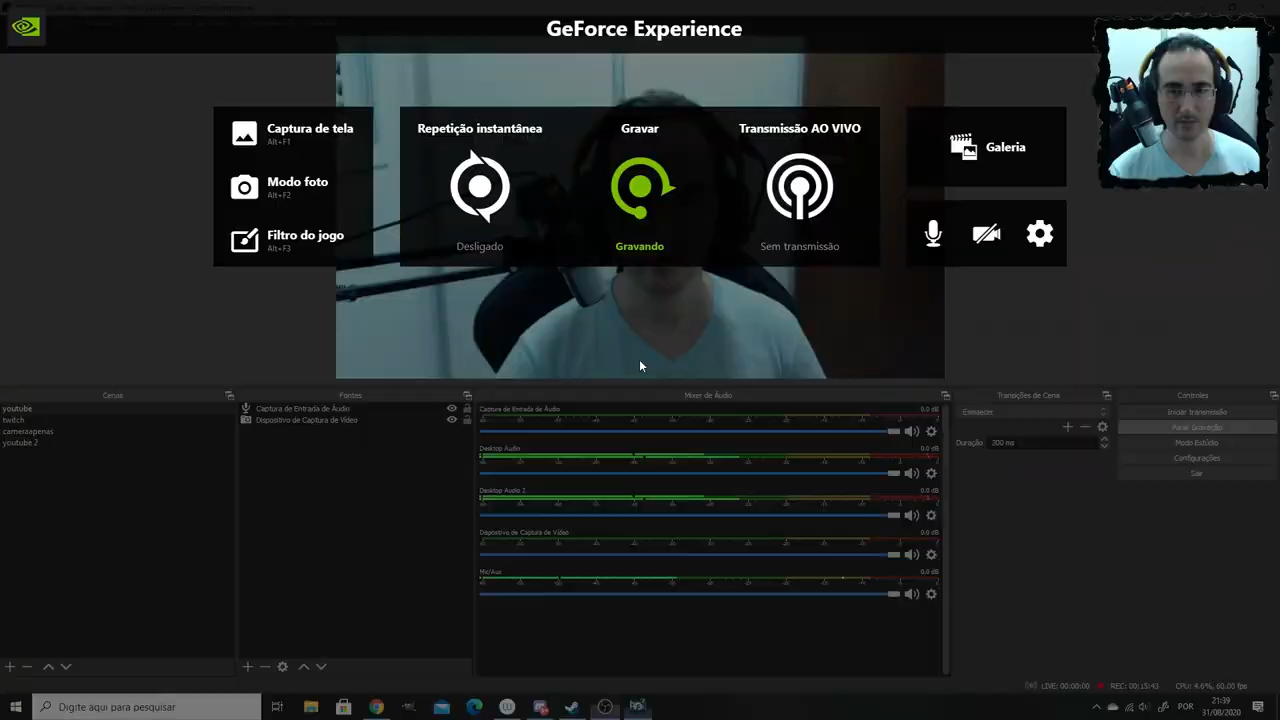 GeForce Experience
Captura de tela
Alt+F1
Modo foto
Alt+F2
Filtro do jogo
Alt+F3
Repetição instantânea
Desligado
Gravar
Gravando
Transmissão AO VIVO
Sem transmissão
Galeria
Cenas
youtube
twitch
cameraapenas
youtube 2
Fontes
Captura de Entrada de Áudio
Dispositivo de Captura de Vídeo
Mixer de Áudio
Captura de Entrada de Áudio
0.0 dB
Desktop Audio
0.0 dB
Desktop Audio 2
0.0 dB
Dispositivo de Captura de Vídeo
0.0 dB
Mic/Aux
0.0 dB
Transições de Cena
Esmaecer
Duração
300 ms
Controles
Iniciar transmissão
Parar Gravação
Modo Estúdio
Configurações
Sair
LIVE: 00:00:00
REC: 00:15:43
CPU: 4.6%, 60.00 fps
Digite aqui para pesquisar
POR
21:39
31/08/2020